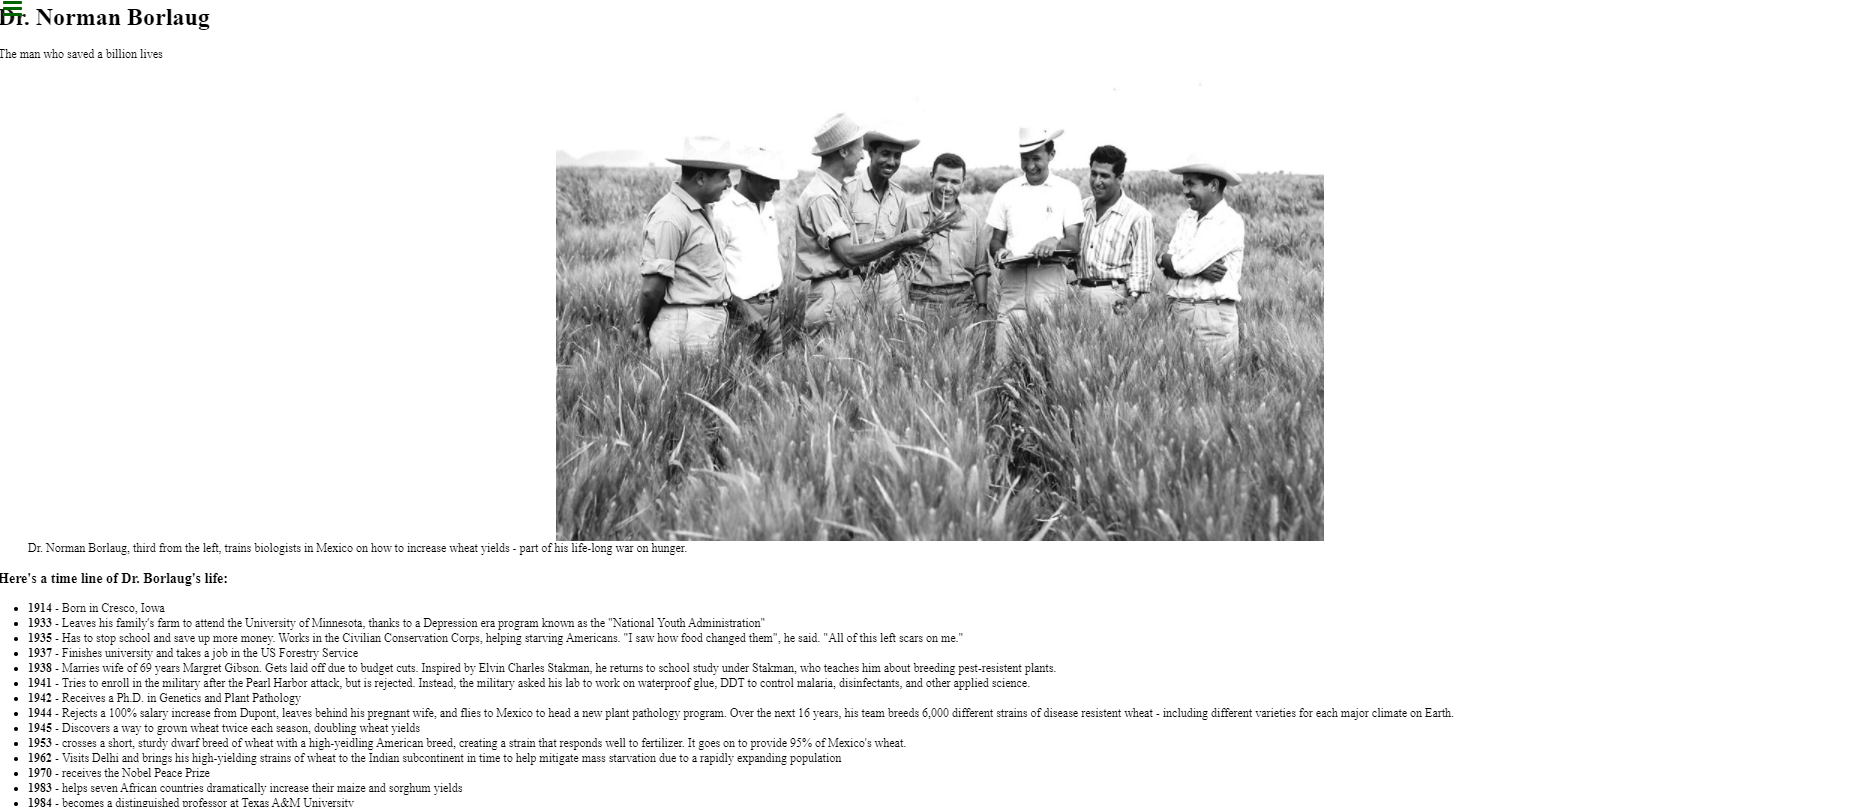 Dr. Norman Borlaug
The man who saved a billion lives
Dr. Norman Borlaug, third from the left, trains biologists in Mexico on how to increase wheat yields - part of his life-long war on hunger.
Here's a time line of Dr. Borlaug's life:
1914 - Born in Cresco, Iowa
1933 - Leaves his family's farm to attend the University of Minnesota, thanks to a Depression era program known as the "National Youth Administration"
1935 - Has to stop school and save up more money. Works in the Civilian Conservation Corps, helping starving Americans. "I saw how food changed them", he said. "All of this left scars on me."
1937 - Finishes university and takes a job in the US Forestry Service
1938 - Marries wife of 69 years Margret Gibson. Gets laid off due to budget cuts. Inspired by Elvin Charles Stakman, he returns to school study under Stakman, who teaches him about breeding pest-resistent plants.
1941 - Tries to enroll in the military after the Pearl Harbor attack, but is rejected. Instead, the military asked his lab to work on waterproof glue, DDT to control malaria, disinfectants, and other applied science.
1942 - Receives a Ph.D. in Genetics and Plant Pathology
1944 - Rejects a 100% salary increase from Dupont, leaves behind his pregnant wife, and flies to Mexico to head a new plant pathology program. Over the next 16 years, his team breeds 6,000 different strains of disease resistent wheat - including different varieties for each major climate on Earth.
1945 - Discovers a way to grown wheat twice each season, doubling wheat yields
1953 - crosses a short, sturdy dwarf breed of wheat with a high-yeidling American breed, creating a strain that responds well to fertilizer. It goes on to provide 95% of Mexico's wheat.
1962 - Visits Delhi and brings his high-yielding strains of wheat to the Indian subcontinent in time to help mitigate mass starvation due to a rapidly expanding population
1970 - receives the Nobel Peace Prize
1983 - helps seven African countries dramatically increase their maize and sorghum yields
1984 - becomes a distinguished professor at Texas A&M University